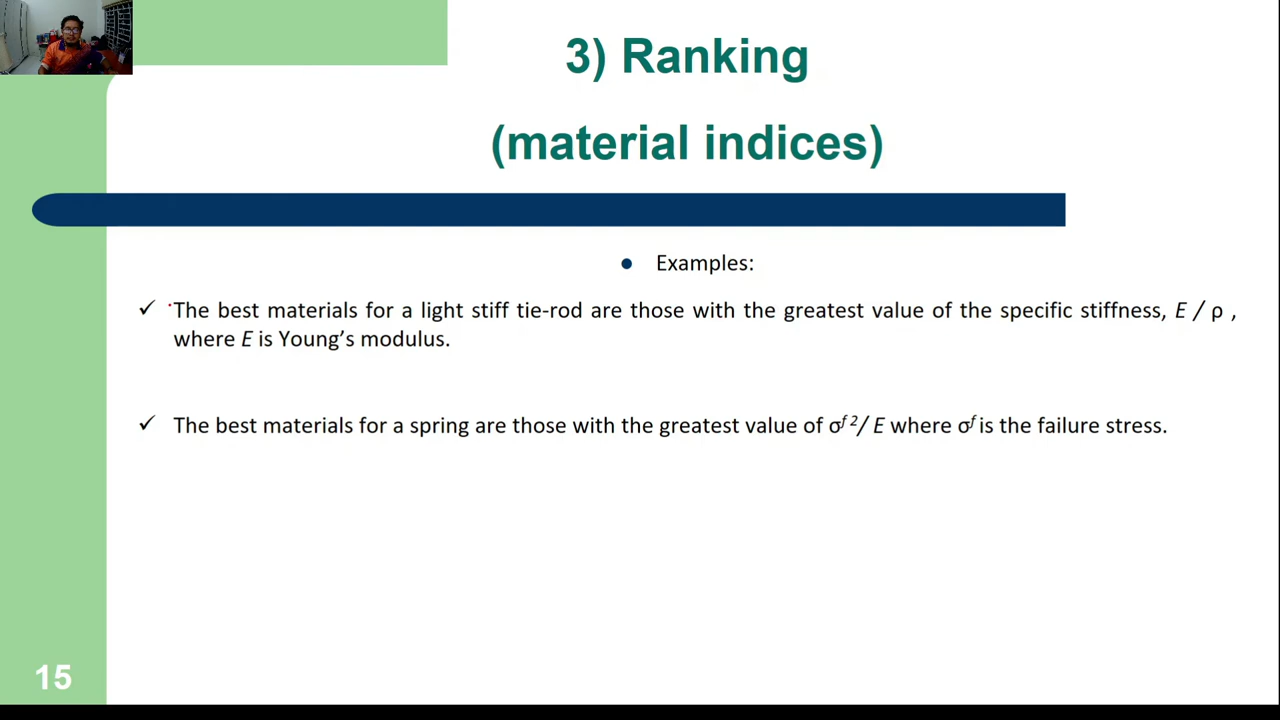 3) Ranking
(material indices)
● Examples:
✓ The best materials for a light stiff tie-rod are those with the greatest value of the specific stiffness, E / ρ ,
where E is Young’s modulus.
✓ The best materials for a spring are those with the greatest value of σᶠ ²/ E where σᶠ is the failure stress.
15